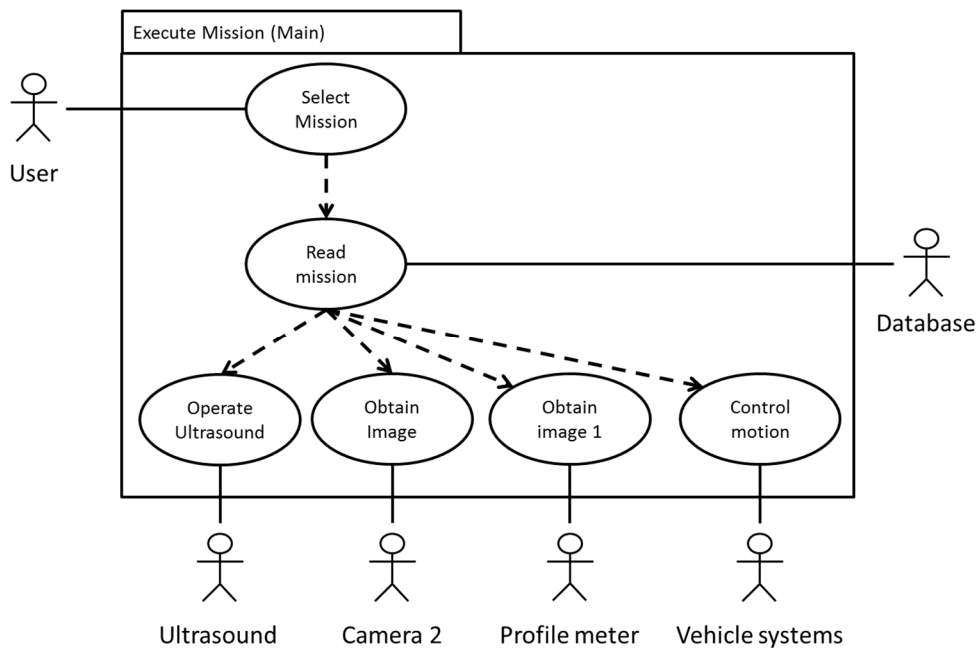 Execute Mission (Main)
Select
Mission
User
Read
mission
Database
Operate
Ultrasound
Obtain
Image
Obtain
image 1
Control
motion
Ultrasound
Camera 2
Profile meter
Vehicle systems